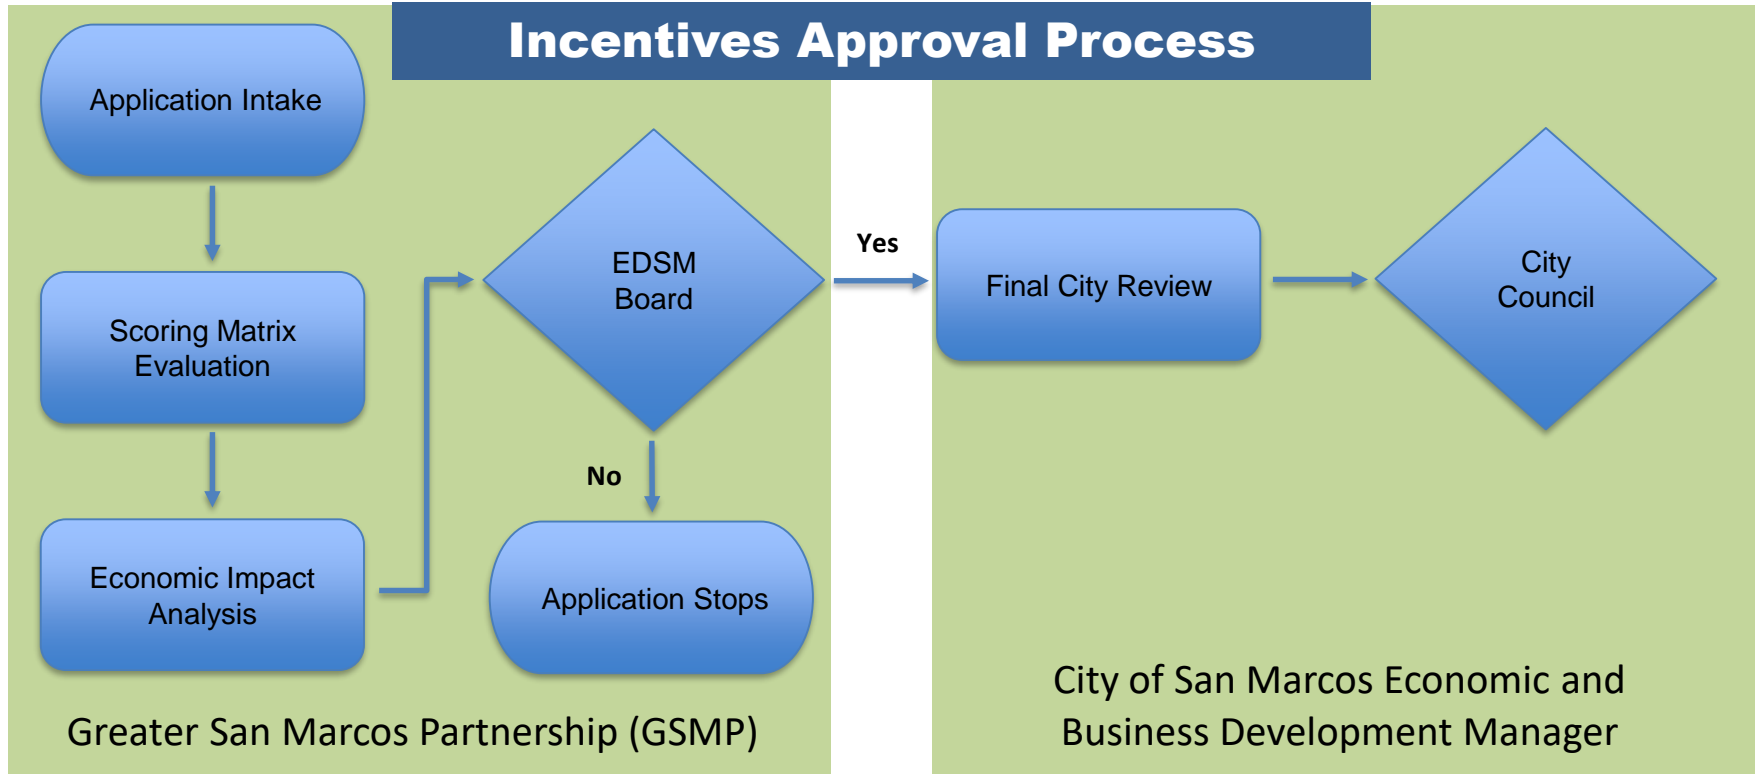 Incentives Approval Process
Application Intake
Scoring Matrix
Evaluation
Economic Impact
Analysis
EDSM
Board
No
Application Stops
Greater San Marcos Partnership (GSMP)
Yes
Final City Review
City
Council
City of San Marcos Economic and
Business Development Manager